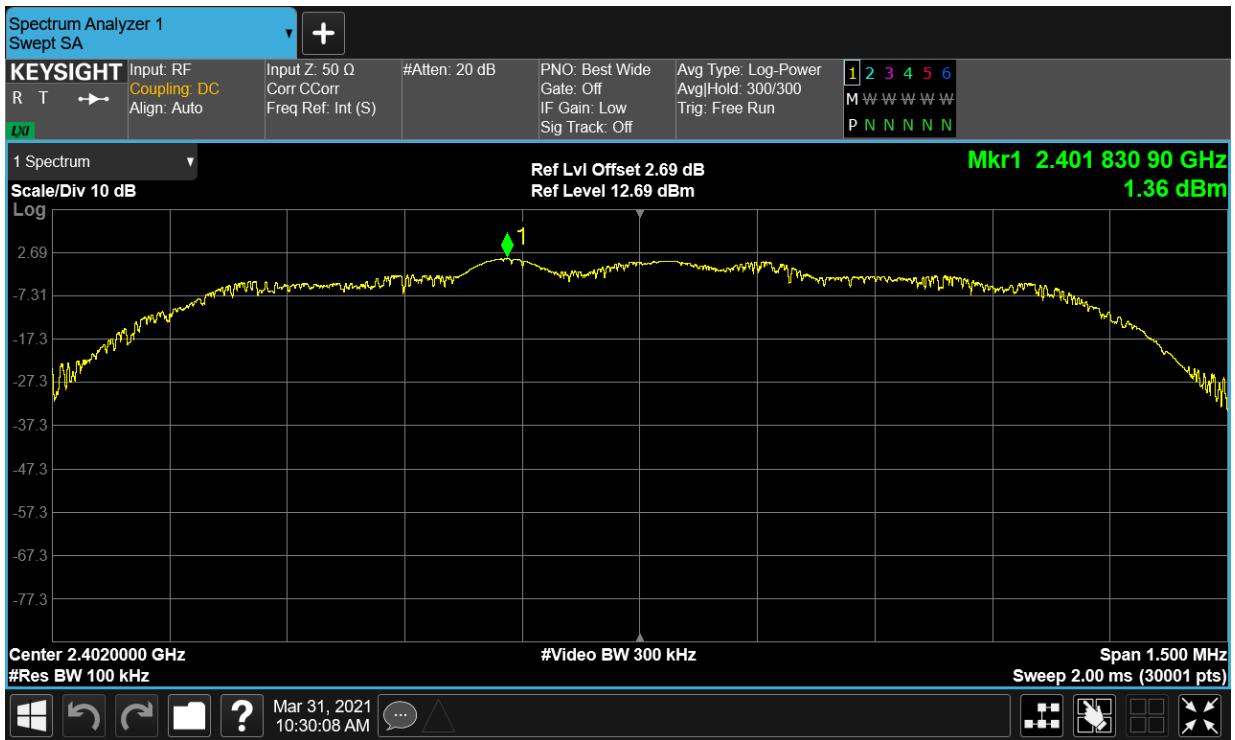 Spectrum Analyzer 1
Swept SA
KEYSIGHT
R T
LXI
Input: RF
Coupling: DC
Align: Auto
Input Z: 50 Ω
Corr CCorr
Freq Ref: Int (S)
#Atten: 20 dB
PNO: Best Wide
Gate: Off
IF Gain: Low
Sig Track: Off
Avg Type: Log-Power
Avg|Hold: 300/300
Trig: Free Run
1 2 3 4 5 6
M W W W W W
P N N N N N
1 Spectrum
Scale/Div 10 dB
Log
Ref Lvl Offset 2.69 dB
Ref Level 12.69 dBm
Mkr1 2.401 830 90 GHz
1.36 dBm
1
2.69
-7.31
-17.3
-27.3
-37.3
-47.3
-57.3
-67.3
-77.3
Center 2.4020000 GHz
#Res BW 100 kHz
#Video BW 300 kHz
Span 1.500 MHz
Sweep 2.00 ms (30001 pts)
?
Mar 31, 2021
10:30:08 AM